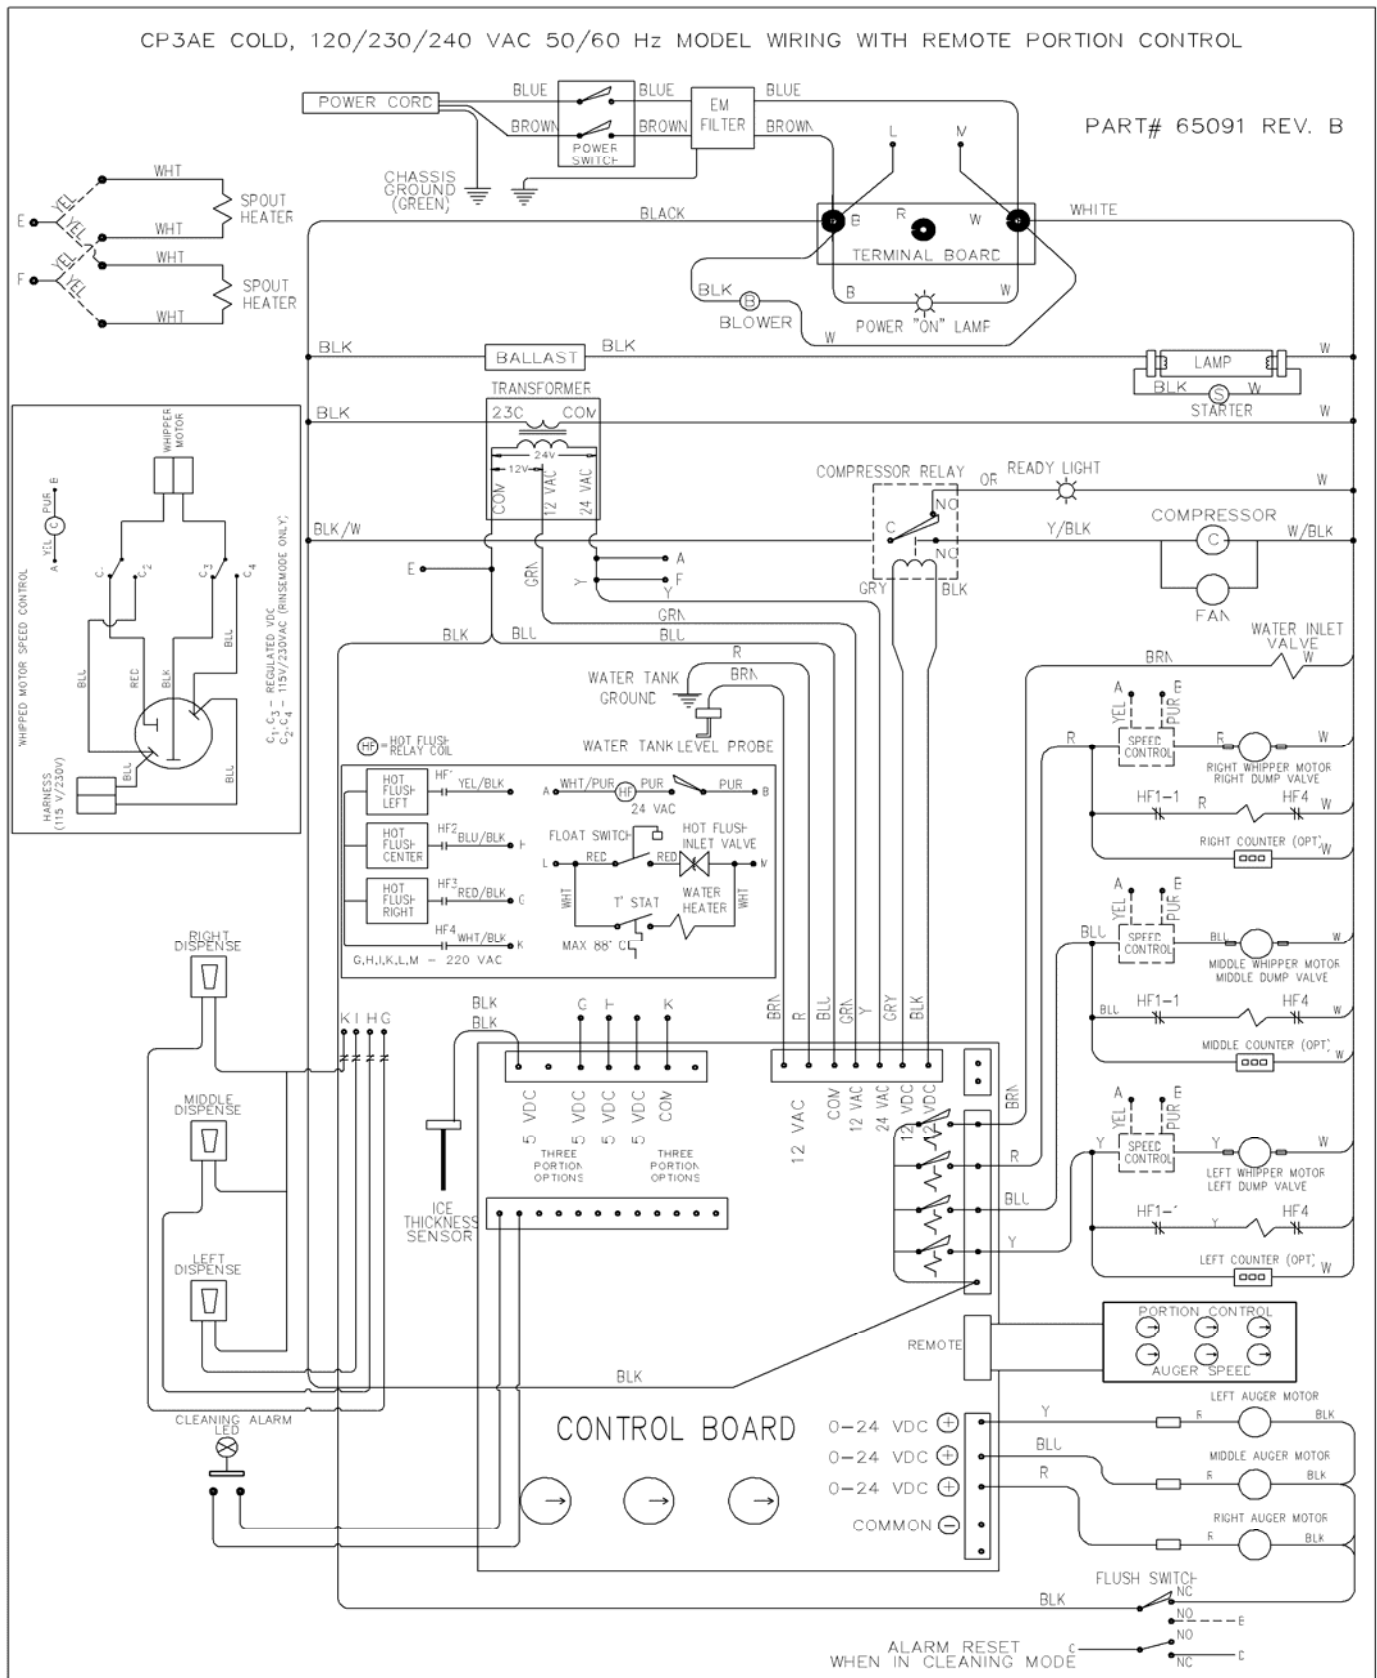 CP3AE COLD, 120/230/240 VAC 50/60 Hz MODEL WIRING WITH REMOTE PORTION CONTROL
PART# 65091 REV. B
POWER CORD
BLUE
BROWN
POWER
SWITCH
BLUE
BROWN
EM
FILTER
BLUE
BROWN
CHASSIS
GROUND
(GREEN)
L
M
BLACK
B
R
W
WHITE
TERMINAL BOARD
BLK
B
BLOWER
W
B
W
POWER "ON" LAMP
E
F
YEL
YEL
YEL
YEL
WHT
WHT
WHT
WHT
SPOUT
HEATER
SPOUT
HEATER
BLK
BALLAST
BLK
LAMP
W
BLK
S
W
STARTER
TRANSFORMER
BLK
23C
COM
W
24V
12V
COM
12 VAC
24 VAC
BLK/W
COMPRESSOR RELAY
OR
READY LIGHT
W
NO
C
NO
Y/BLK
COMPRESSOR
C
W/BLK
FAN
GRY
BLK
E
GRN
Y
A
F
Y
GRN
BLK
BLU
BLU
R
BRN
WATER TANK
GROUND
WATER TANK LEVEL PROBE
WATER INLET
VALVE
BRN
W
WHIPPED MOTOR SPEED CONTROL
A
YEL
C
PUR
B
WHIPPER
MOTOR
C
C2
C3
C4
BLU
RED
BLK
BLU
BLU
BLU
HARNESS
(115 V/230V)
C1, C3 - REGULATED VDC
C2, C4 - 115V/230VAC (RINSEMODE ONLY)
HF =HOT FLUSH
RELAY COIL
HOT
FLUSH
LEFT
HF1
YEL/BLK
HOT
FLUSH
CENTER
HF2
BLU/BLK
H
HOT
FLUSH
RIGHT
HF3
RED/BLK
G
HF4
WHT/BLK
K
G,H,I,K,L,M - 220 VAC
A
WHT/PUR
HF
PUR
PUR
B
24 VAC
FLOAT SWITCH
HOT FLUSH
INLET VALVE
L
RED
RED
M
WHT
T' STAT
WATER
HEATER
WHT
MAX 88° C
A
B
YEL
PUR
R
SPEED
CONTROL
R
W
RIGHT WHIPPER MOTOR
RIGHT DUMP VALVE
HF1-1
R
HF4
W
RIGHT COUNTER (OPT)
W
A
B
YEL
PUR
BLU
SPEED
CONTROL
BLU
W
MIDDLE WHIPPER MOTOR
MIDDLE DUMP VALVE
BLU
HF1-1
HF4
W
MIDDLE COUNTER (OPT)
W
A
B
YEL
PUR
Y
SPEED
CONTROL
Y
W
LEFT WHIPPER MOTOR
LEFT DUMP VALVE
HF1-1
Y
HF4
W
LEFT COUNTER (OPT)
W
RIGHT
DISPENSE
MIDDLE
DISPENSE
LEFT
DISPENSE
K I H G
BLK
BLK
G
H
K
5 VDC
5 VDC
5 VDC
5 VDC
COM
THREE
PORTION
OPTIONS
THREE
PORTION
OPTIONS
ICE
THICKNESS
SENSOR
BRN
R
BLU
GRN
Y
GRY
BLK
12 VAC
COM
12 VAC
24 VAC
12 VDC
12 VDC
BRN
R
BLU
Y
REMOTE
PORTION CONTROL
AUGER SPEED
BLK
CLEANING ALARM
LED
CONTROL BOARD
0-24 VDC +
0-24 VDC +
0-24 VDC +
COMMON -
Y
BLU
R
LEFT AUGER MOTOR
R
BLK
MIDDLE AUGER MOTOR
R
BLK
RIGHT AUGER MOTOR
R
BLK
FLUSH SWITCH
BLK
NC
NO
NO
NC
ALARM RESET
WHEN IN CLEANING MODE
C